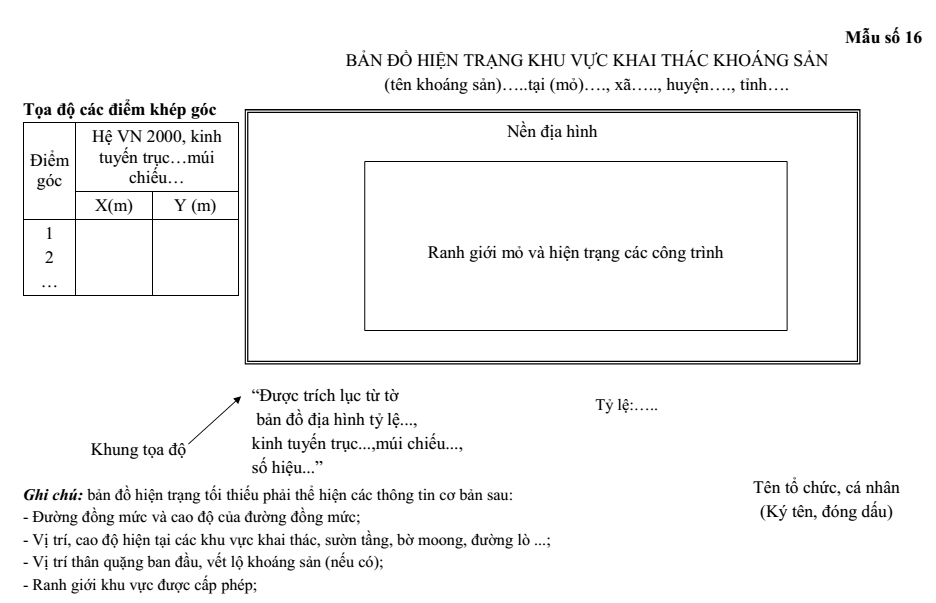 Mẫu số 16
BẢN ĐỒ HIỆN TRẠNG KHU VỰC KHAI THÁC KHOÁNG SẢN
(tên khoáng sản)…..tại (mỏ)…., xã….., huyện…., tỉnh….
Tọa độ các điểm khép góc
Điểm
góc
Hệ VN 2000, kinh
tuyến trục…múi
chiếu…
X(m)
Y (m)
1
2
…
Nền địa hình
Ranh giới mỏ và hiện trạng các công trình
“Được trích lục từ tờ
bản đồ địa hình tỷ lệ...,
kinh tuyến trục...,múi chiếu...,
số hiệu...”
Khung tọa độ
Tỷ lệ:…..
Tên tổ chức, cá nhân
(Ký tên, đóng dấu)
Ghi chú: bản đồ hiện trạng tối thiếu phải thể hiện các thông tin cơ bản sau:
- Đường đồng mức và cao độ của đường đồng mức;
- Vị trí, cao độ hiện tại các khu vực khai thác, sườn tầng, bờ moong, đường lò ...;
- Vị trí thân quặng ban đầu, vết lộ khoáng sản (nếu có);
- Ranh giới khu vực được cấp phép;